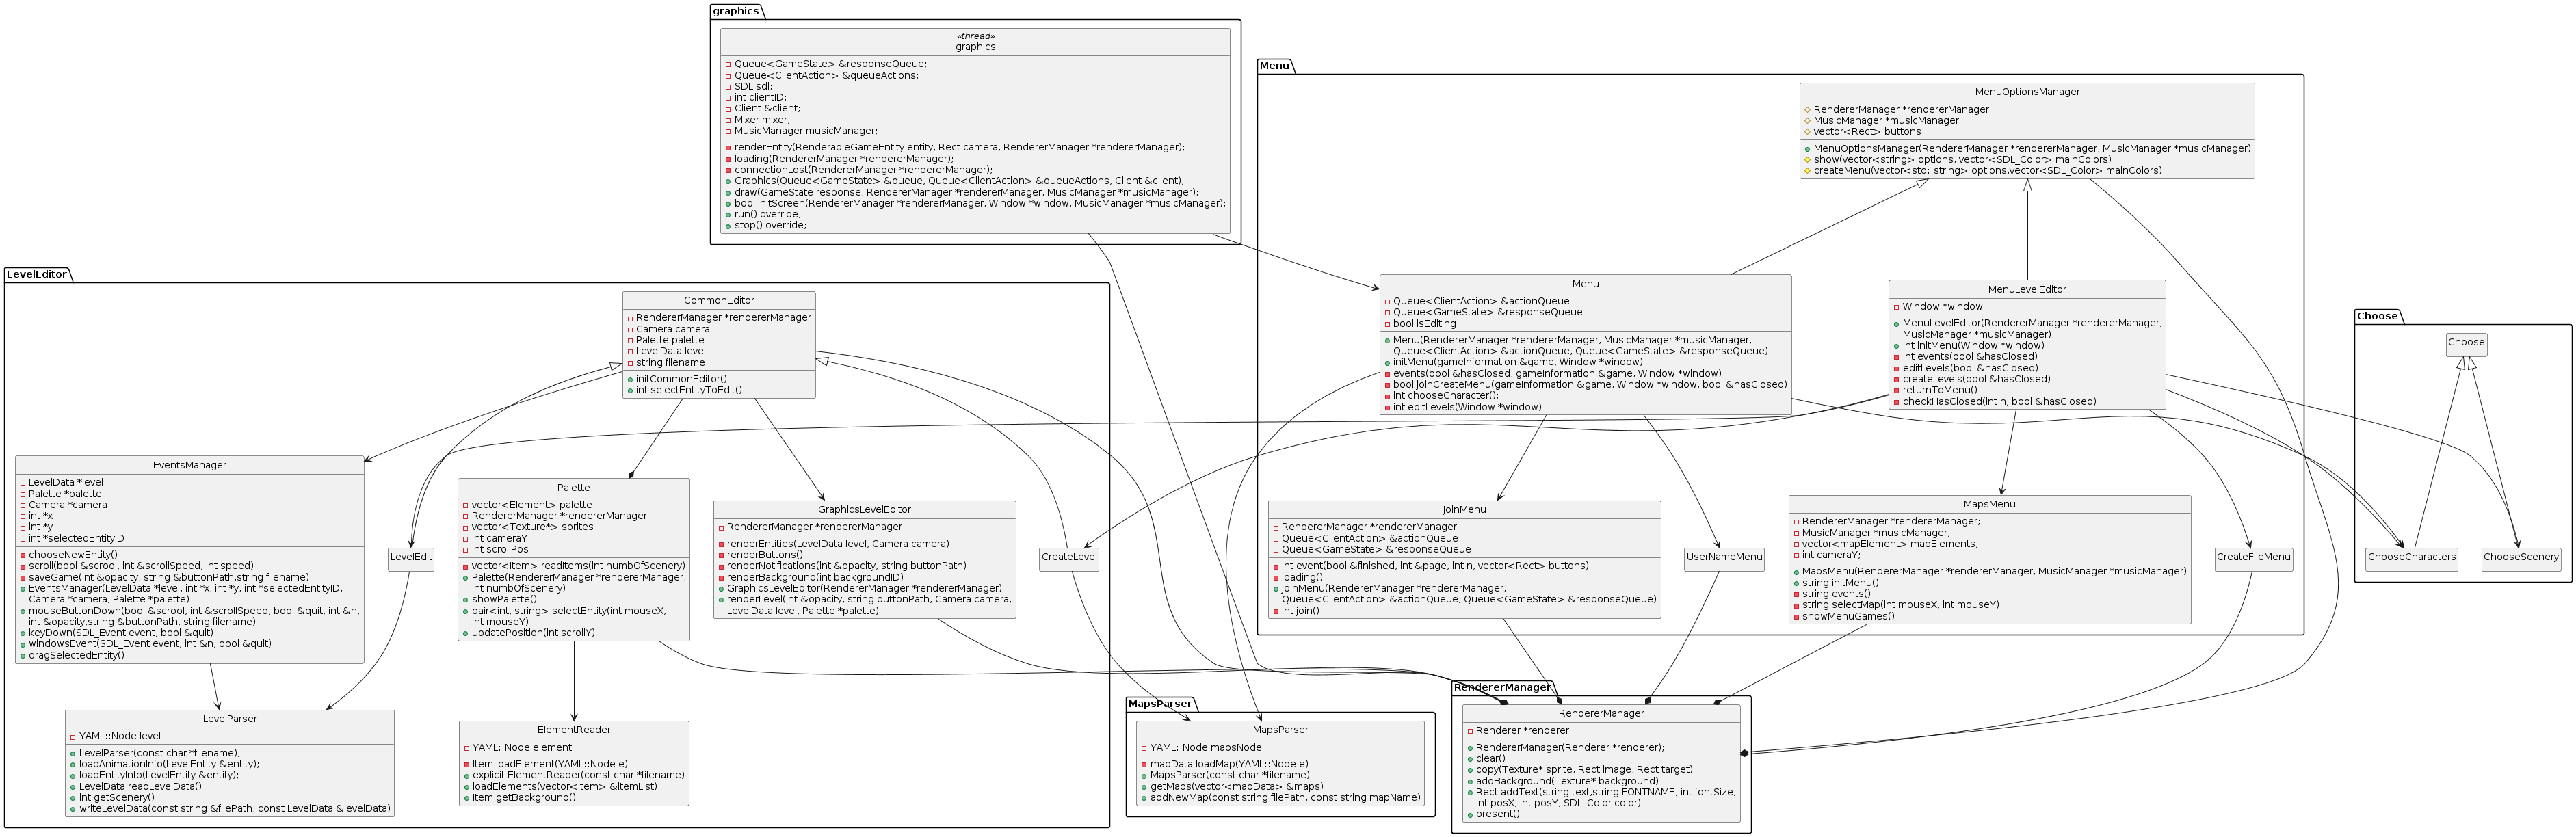 graphics
«thread»
graphics
Queue<GameState> &responseQueue;
Queue<ClientAction> &queueActions;
SDL sdl;
int clientID;
Client &client;
Mixer mixer;
MusicManager musicManager;
renderEntity(RenderableGameEntity entity, Rect camera, RendererManager *rendererManager);
loading(RendererManager *rendererManager);
connectionLost(RendererManager *rendererManager);
Graphics(Queue<GameState> &queue, Queue<ClientAction> &queueActions, Client &client);
draw(GameState response, RendererManager *rendererManager, MusicManager *musicManager);
bool initScreen(RendererManager *rendererManager, Window *window, MusicManager *musicManager);
run() override;
stop() override;
Menu
MenuOptionsManager
RendererManager *rendererManager
MusicManager *musicManager
vector<Rect> buttons
MenuOptionsManager(RendererManager *rendererManager, MusicManager *musicManager)
show(vector<string> options, vector<SDL_Color> mainColors)
createMenu(vector<std::string> options,vector<SDL_Color> mainColors)
Menu
Queue<ClientAction> &actionQueue
Queue<GameState> &responseQueue
bool isEditing
Menu(RendererManager *rendererManager, MusicManager *musicManager,
Queue<ClientAction> &actionQueue, Queue<GameState> &responseQueue)
initMenu(gameInformation &game, Window *window)
events(bool &hasClosed, gameInformation &game, Window *window)
bool joinCreateMenu(gameInformation &game, Window *window, bool &hasClosed)
int chooseCharacter();
int editLevels(Window *window)
MenuLevelEditor
Window *window
MenuLevelEditor(RendererManager *rendererManager,
MusicManager *musicManager)
int initMenu(Window *window)
int events(bool &hasClosed)
editLevels(bool &hasClosed)
createLevels(bool &hasClosed)
returnToMenu()
checkHasClosed(int n, bool &hasClosed)
JoinMenu
RendererManager *rendererManager
Queue<ClientAction> &actionQueue
Queue<GameState> &responseQueue
int event(bool &finished, int &page, int n, vector<Rect> buttons)
loading()
JoinMenu(RendererManager *rendererManager,
Queue<ClientAction> &actionQueue, Queue<GameState> &responseQueue)
int join()
UserNameMenu
MapsMenu
RendererManager *rendererManager;
MusicManager *musicManager;
vector<mapElement> mapElements;
int cameraY;
MapsMenu(RendererManager *rendererManager, MusicManager *musicManager)
string initMenu()
string events()
string selectMap(int mouseX, int mouseY)
showMenuGames()
CreateFileMenu
Choose
Choose
ChooseCharacters
ChooseScenery
LevelEditor
CommonEditor
RendererManager *rendererManager
Camera camera
Palette palette
LevelData level
string filename
initCommonEditor()
int selectEntityToEdit()
EventsManager
LevelData *level
Palette *palette
Camera *camera
int *x
int *y
int *selectedEntityID
chooseNewEntity()
scroll(bool &scrool, int &scrollSpeed, int speed)
saveGame(int &opacity, string &buttonPath,string filename)
EventsManager(LevelData *level, int *x, int *y, int *selectedEntityID,
Camera *camera, Palette *palette)
mouseButtonDown(bool &scrool, int &scrollSpeed, bool &quit, int &n,
int &opacity,string &buttonPath, string filename)
keyDown(SDL_Event event, bool &quit)
windowsEvent(SDL_Event event, int &n, bool &quit)
dragSelectedEntity()
LevelEdit
Palette
vector<Element> palette
RendererManager *rendererManager
vector<Texture*> sprites
int cameraY
int scrollPos
vector<Item> readItems(int numbOfScenery)
Palette(RendererManager *rendererManager,
int numbOfScenery)
showPalette()
pair<int, string> selectEntity(int mouseX,
int mouseY)
updatePosition(int scrollY)
GraphicsLevelEditor
RendererManager *rendererManager
renderEntities(LevelData level, Camera camera)
renderButtons()
renderNotifications(int &opacity, string buttonPath)
renderBackground(int backgroundID)
GraphicsLevelEditor(RendererManager *rendererManager)
renderLevel(int &opacity, string buttonPath, Camera camera,
LevelData level, Palette *palette)
CreateLevel
LevelParser
YAML::Node level
LevelParser(const char *filename);
loadAnimationInfo(LevelEntity &entity);
loadEntityInfo(LevelEntity &entity);
LevelData readLevelData()
int getScenery()
writeLevelData(const string &filePath, const LevelData &levelData)
ElementReader
YAML::Node element
Item loadElement(YAML::Node e)
explicit ElementReader(const char *filename)
loadElements(vector<Item> &itemList)
Item getBackground()
MapsParser
MapsParser
YAML::Node mapsNode
mapData loadMap(YAML::Node e)
MapsParser(const char *filename)
getMaps(vector<mapData> &maps)
addNewMap(const string filePath, const string mapName)
RendererManager
RendererManager
Renderer *renderer
RendererManager(Renderer *renderer);
clear()
copy(Texture* sprite, Rect image, Rect target)
addBackground(Texture* background)
Rect addText(string text,string FONTNAME, int fontSize,
int posX, int posY, SDL_Color color)
present()